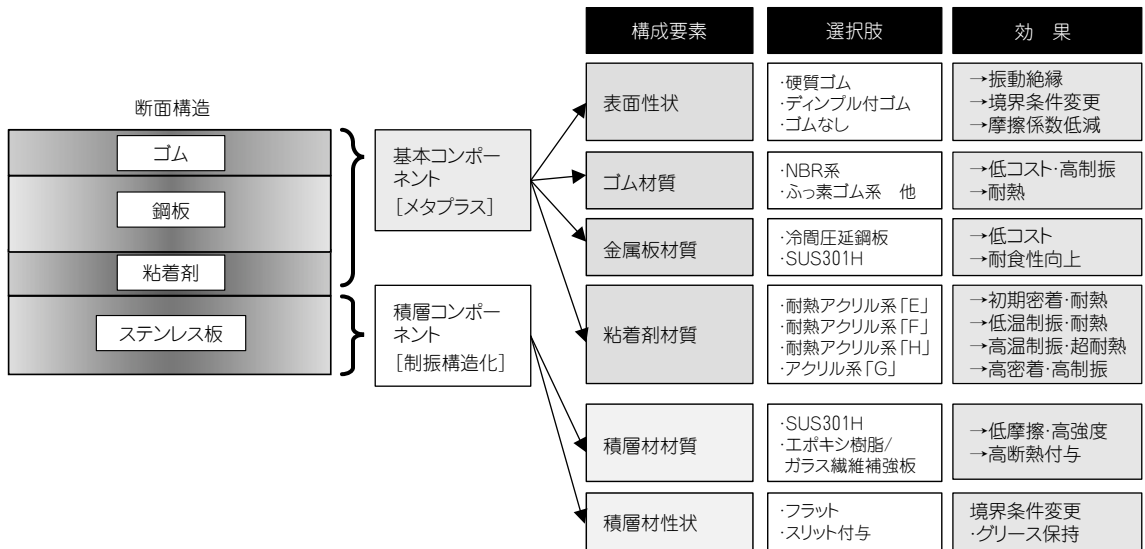 断面構造
ゴム
鋼板
粘着剤
ステンレス板
基本コンポー
ネント
［メタプラス］
積層コンポー
ネント
［制振構造化］
構成要素
選択肢
効　果
表面性状
・硬質ゴム
・ディンプル付ゴム
・ゴムなし
→振動絶縁
→境界条件変更
→摩擦係数低減
ゴム材質
・NBR系
・ふっ素ゴム系　他
→低コスト・高制振
→耐熱
金属板材質
・冷間圧延鋼板
・SUS301H
→低コスト
→耐食性向上
粘着剤材質
・耐熱アクリル系「E」
・耐熱アクリル系「F」
・耐熱アクリル系「H」
・アクリル系「G」
→初期密着・耐熱
→低温制振・耐熱
→高温制振・超耐熱
→高密着・高制振
積層材材質
・SUS301H
・エポキシ樹脂/
ガラス繊維補強板
→低摩擦・高強度
→高断熱付与
積層材性状
・フラット
・スリット付与
境界条件変更
・グリース保持